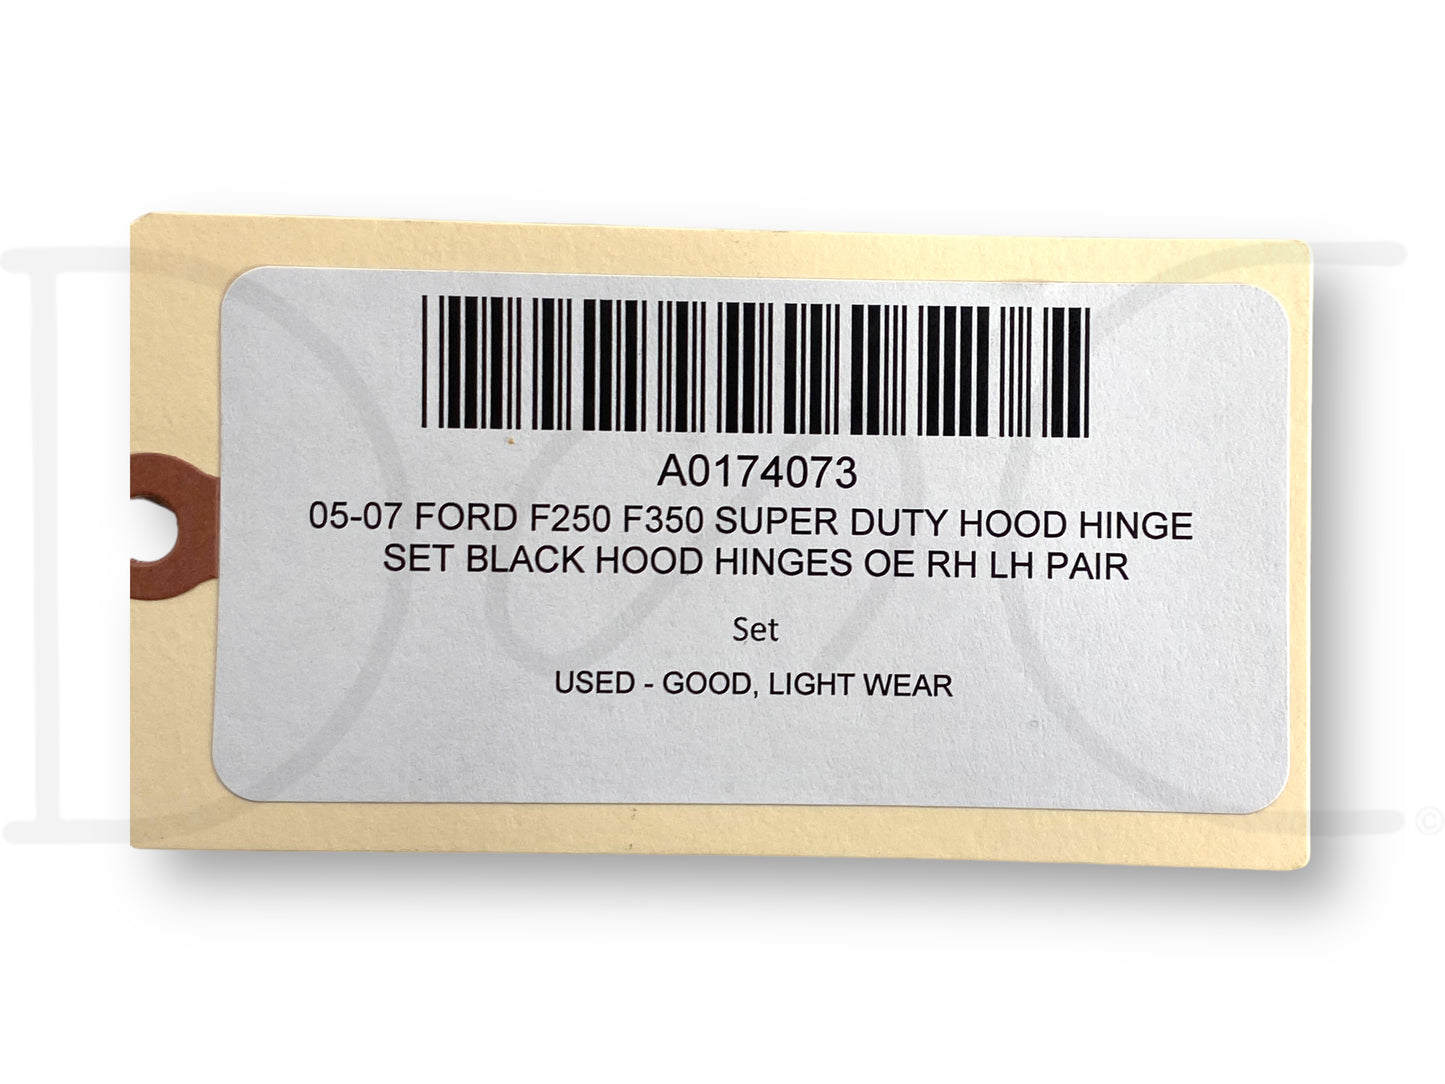 A0174073
05-07 FORD F250 F350 SUPER DUTY HOOD HINGE
SET BLACK HOOD HINGES OE RH LH PAIR
Set
USED - GOOD, LIGHT WEAR
©